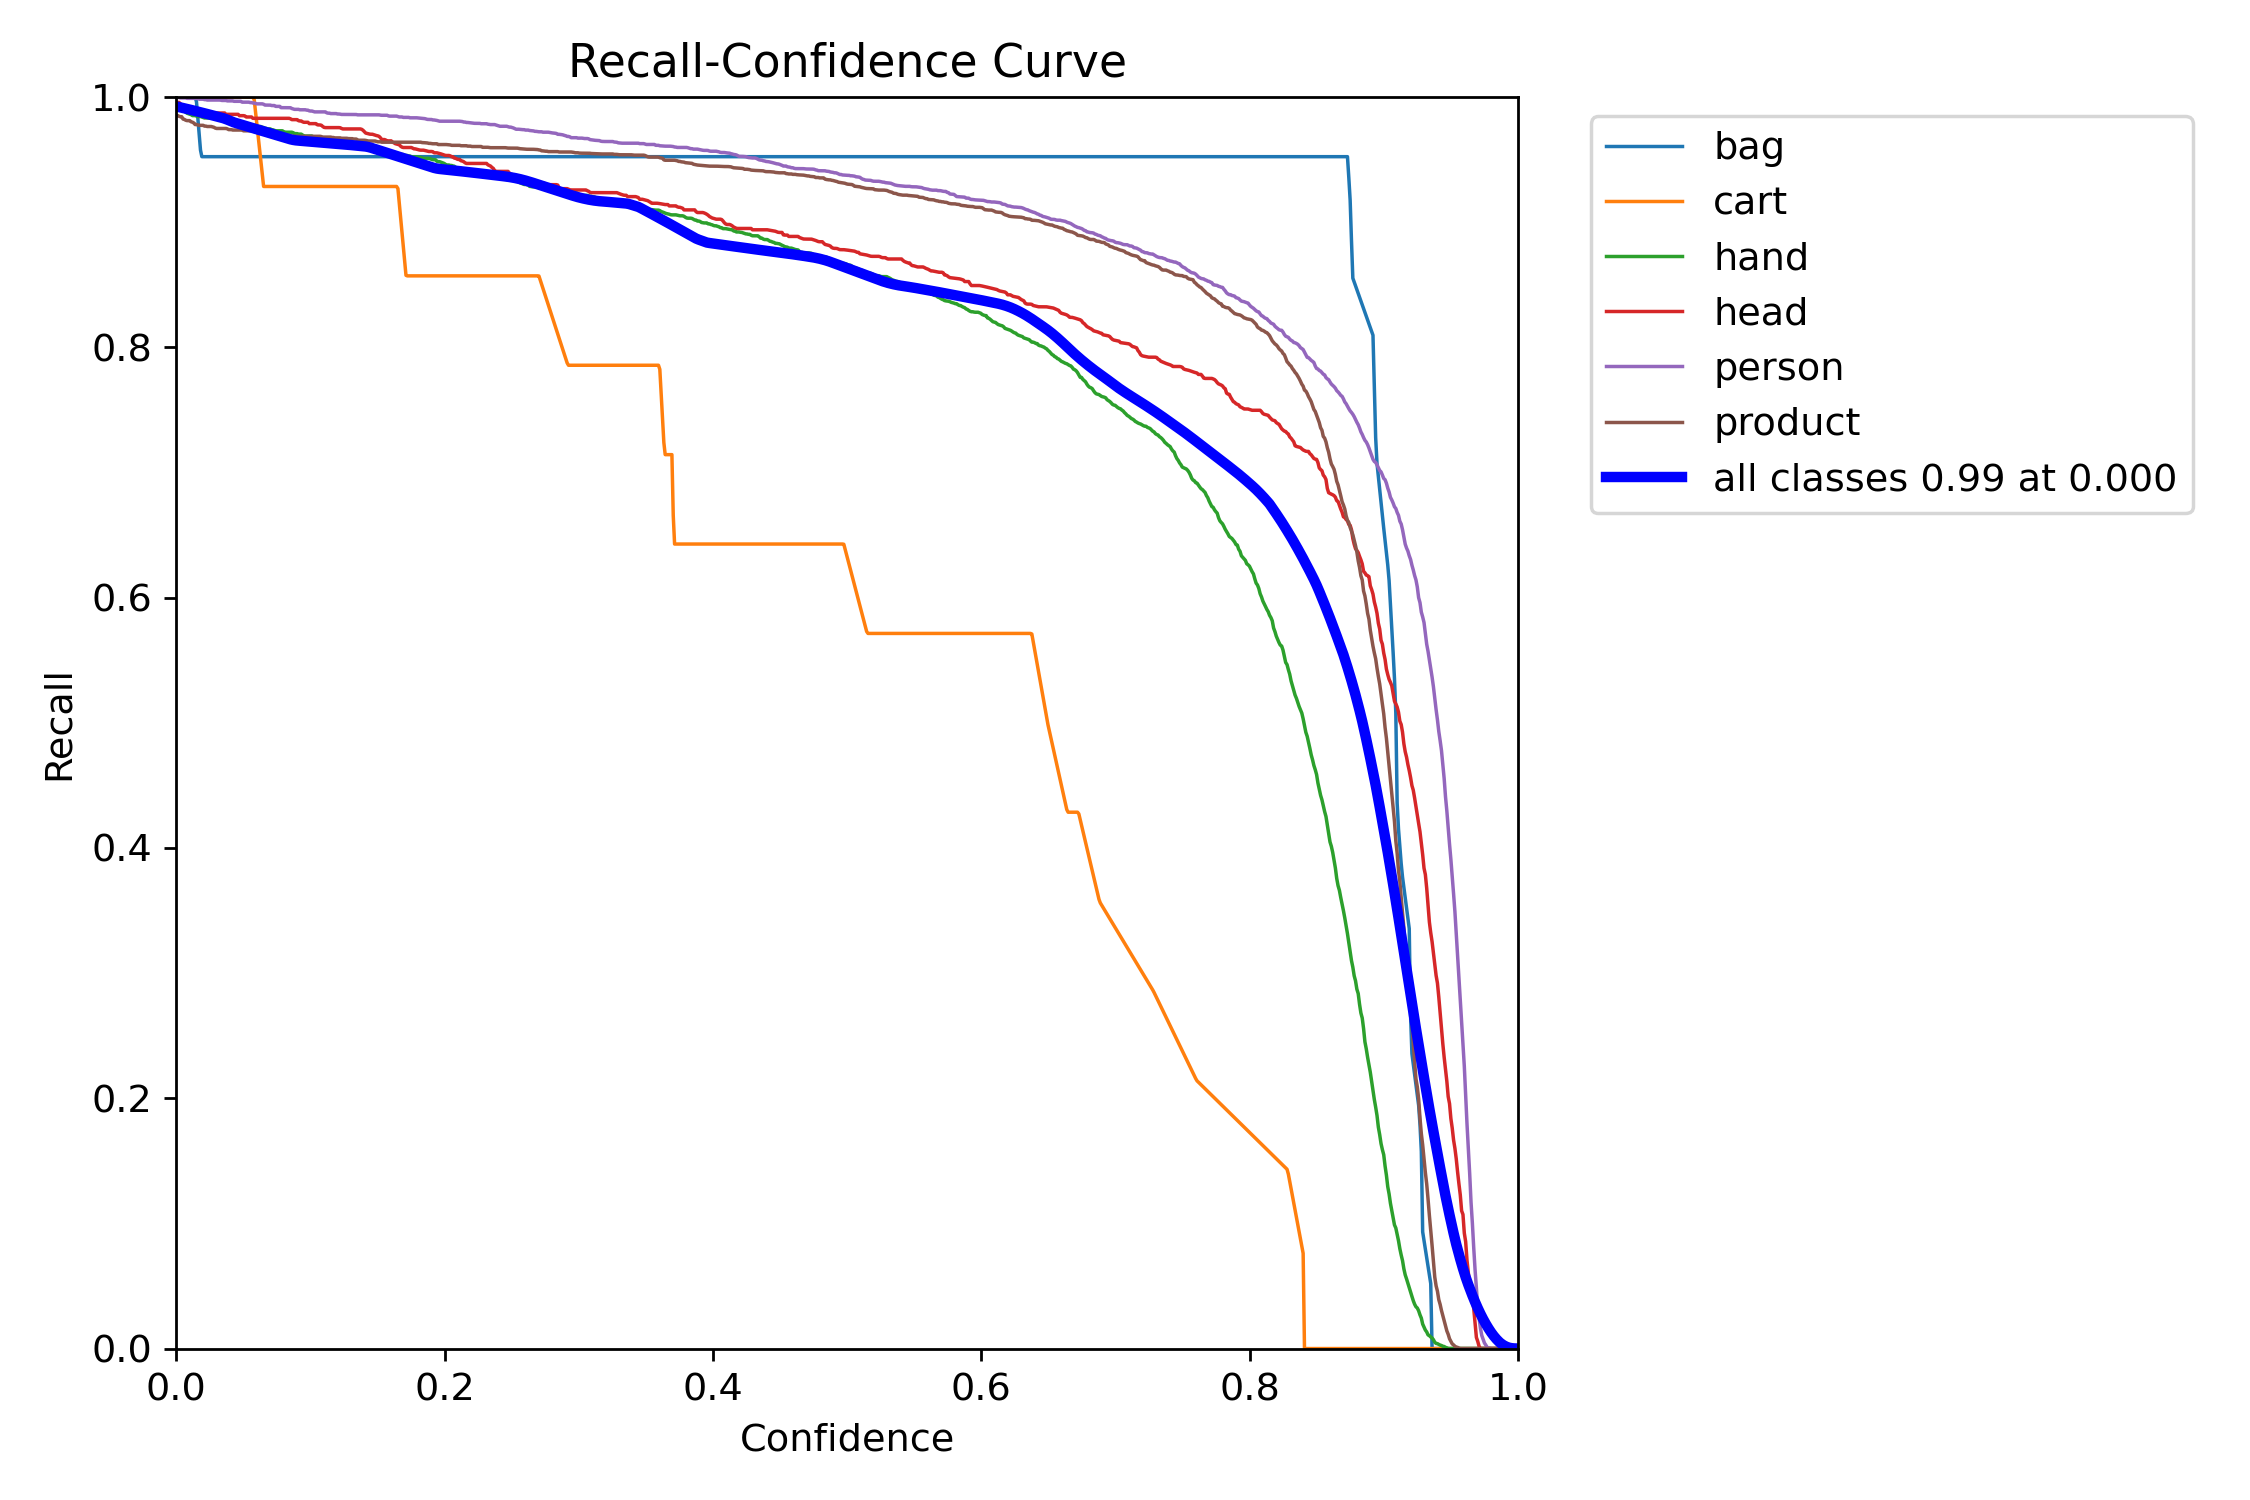 Recall-Confidence Curve
1.0
0.8
0.6
0.4
0.2
0.0
Recall
0.0 0.2 0.4 0.6 0.8 1.0
Confidence
bag
cart
hand
head
person
product
all classes 0.99 at 0.000